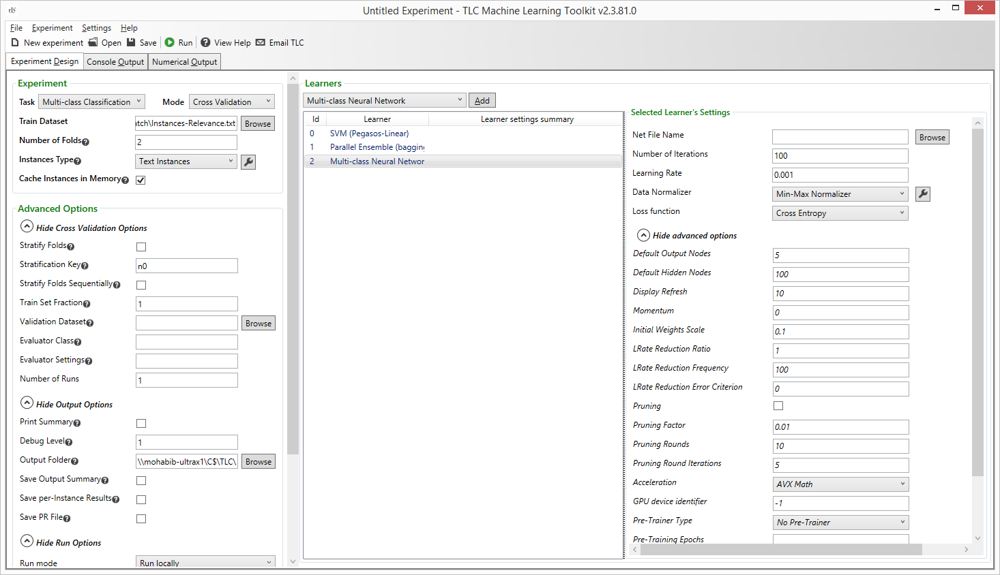 tLC
Untitled Experiment - TLC Machine Learning Toolkit v2.3.81.0
File Experiment Settings Help
New experiment Open Save Run View Help Email TLC
Experiment Design Console Output Numerical Output
Experiment
Task Multi-class Classification Mode Cross Validation
Train Dataset atch\Instances-Relevance.txt Browse
Number of Folds 2
Instances Type Text Instances
Cache Instances in Memory
Advanced Options
Hide Cross Validation Options
Stratify Folds
Stratification Key n0
Stratify Folds Sequentially
Train Set Fraction 1
Validation Dataset Browse
Evaluator Class
Evaluator Settings
Number of Runs 1
Hide Output Options
Print Summary
Debug Level 1
Output Folder \\mohabib-ultrax1\C$\TLC\ Browse
Save Output Summary
Save per-Instance Results
Save PR File
Hide Run Options
Run mode Run locally
Learners
Multi-class Neural Network Add
Id Learner Learner settings summary
0 SVM (Pegasos-Linear)
1 Parallel Ensemble (bagging
2 Multi-class Neural Networ
Selected Learner's Settings
Net File Name Browse
Number of Iterations 100
Learning Rate 0.001
Data Normalizer Min-Max Normalizer
Loss function Cross Entropy
Hide advanced options
Default Output Nodes 5
Default Hidden Nodes 100
Display Refresh 10
Momentum 0
Initial Weights Scale 0.1
LRate Reduction Ratio 1
LRate Reduction Frequency 100
LRate Reduction Error Criterion 0
Pruning
Pruning Factor 0.01
Pruning Rounds 10
Pruning Round Iterations 5
Acceleration AVX Math
GPU device identifier -1
Pre-Trainer Type No Pre-Trainer
Pre-Training Epochs